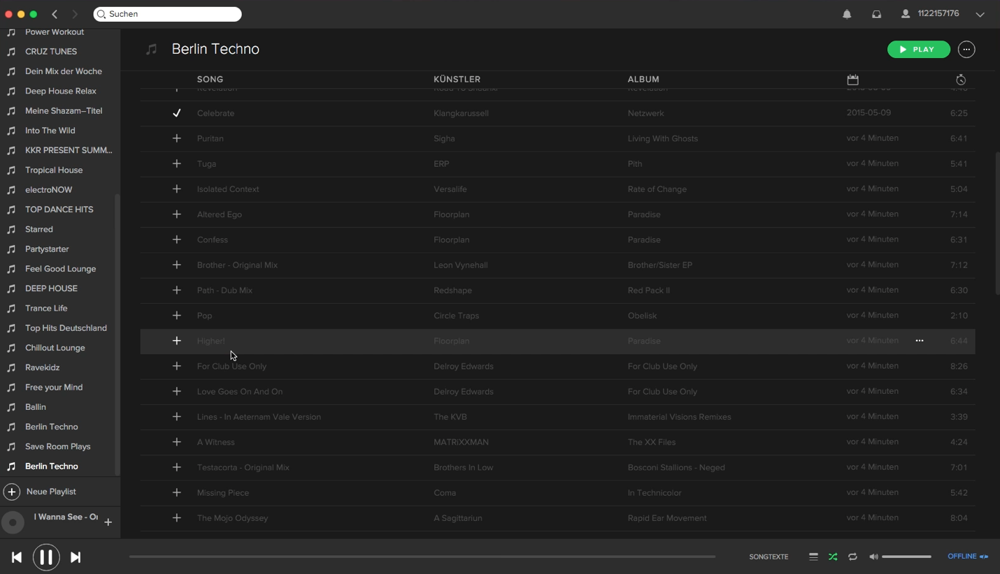 Suchen
1122157176
Power Workout
CRUZ TUNES
Dein Mix der Woche
Deep House Relax
Meine Shazam-Titel
Into The Wild
KKR PRESENT SUMM...
Tropical House
electroNOW
TOP DANCE HITS
Starred
Partystarter
Feel Good Lounge
DEEP HOUSE
Trance Life
Top Hits Deutschland
Chillout Lounge
Ravekidz
Free your Mind
Ballin
Berlin Techno
Save Room Plays
Berlin Techno
Neue Playlist
I Wanna See - Or
Berlin Techno
PLAY
SONG KÜNSTLER ALBUM
Revelation Revelation
Celebrate Klangkarussell Netzwerk 2015-05-09 6:25
Puritan Sigha Living With Ghosts vor 4 Minuten 6:41
Tuga ERP Pith vor 4 Minuten 5:41
Isolated Context Versalife Rate of Change vor 4 Minuten 5:04
Altered Ego Floorplan Paradise vor 4 Minuten 7:14
Confess Floorplan Paradise vor 4 Minuten 6:31
Brother - Original Mix Leon Vynehall Brother/Sister EP vor 4 Minuten 7:12
Path - Dub Mix Redshape Red Pack II vor 4 Minuten 6:30
Pop Circle Traps Obelisk vor 4 Minuten 2:10
Higher! Floorplan Paradise vor 4 Minuten 6:44
For Club Use Only Delroy Edwards For Club Use Only vor 4 Minuten 8:26
Love Goes On And On Delroy Edwards For Club Use Only vor 4 Minuten 6:34
Lines - In Aeternam Vale Version The KVB Immaterial Visions Remixes vor 4 Minuten 3:39
A Witness MATRiXXMAN The XX Files vor 4 Minuten 4:24
Testacorta - Original Mix Brothers In Low Bosconi Stallions - Neged vor 4 Minuten 7:01
Missing Piece Coma In Technicolor vor 4 Minuten 5:42
The Mojo Odyssey A Sagittariun Rapid Ear Movement vor 4 Minuten 8:04
SONGTEXTE
OFFLINE